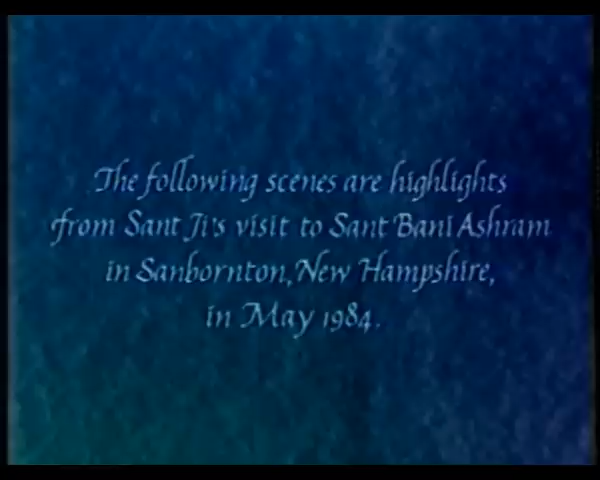 The following scenes are highlights
from Sant Ji's visit to Sant Bani Ashram
in Sanbornton, New Hampshire,
in May 1984.